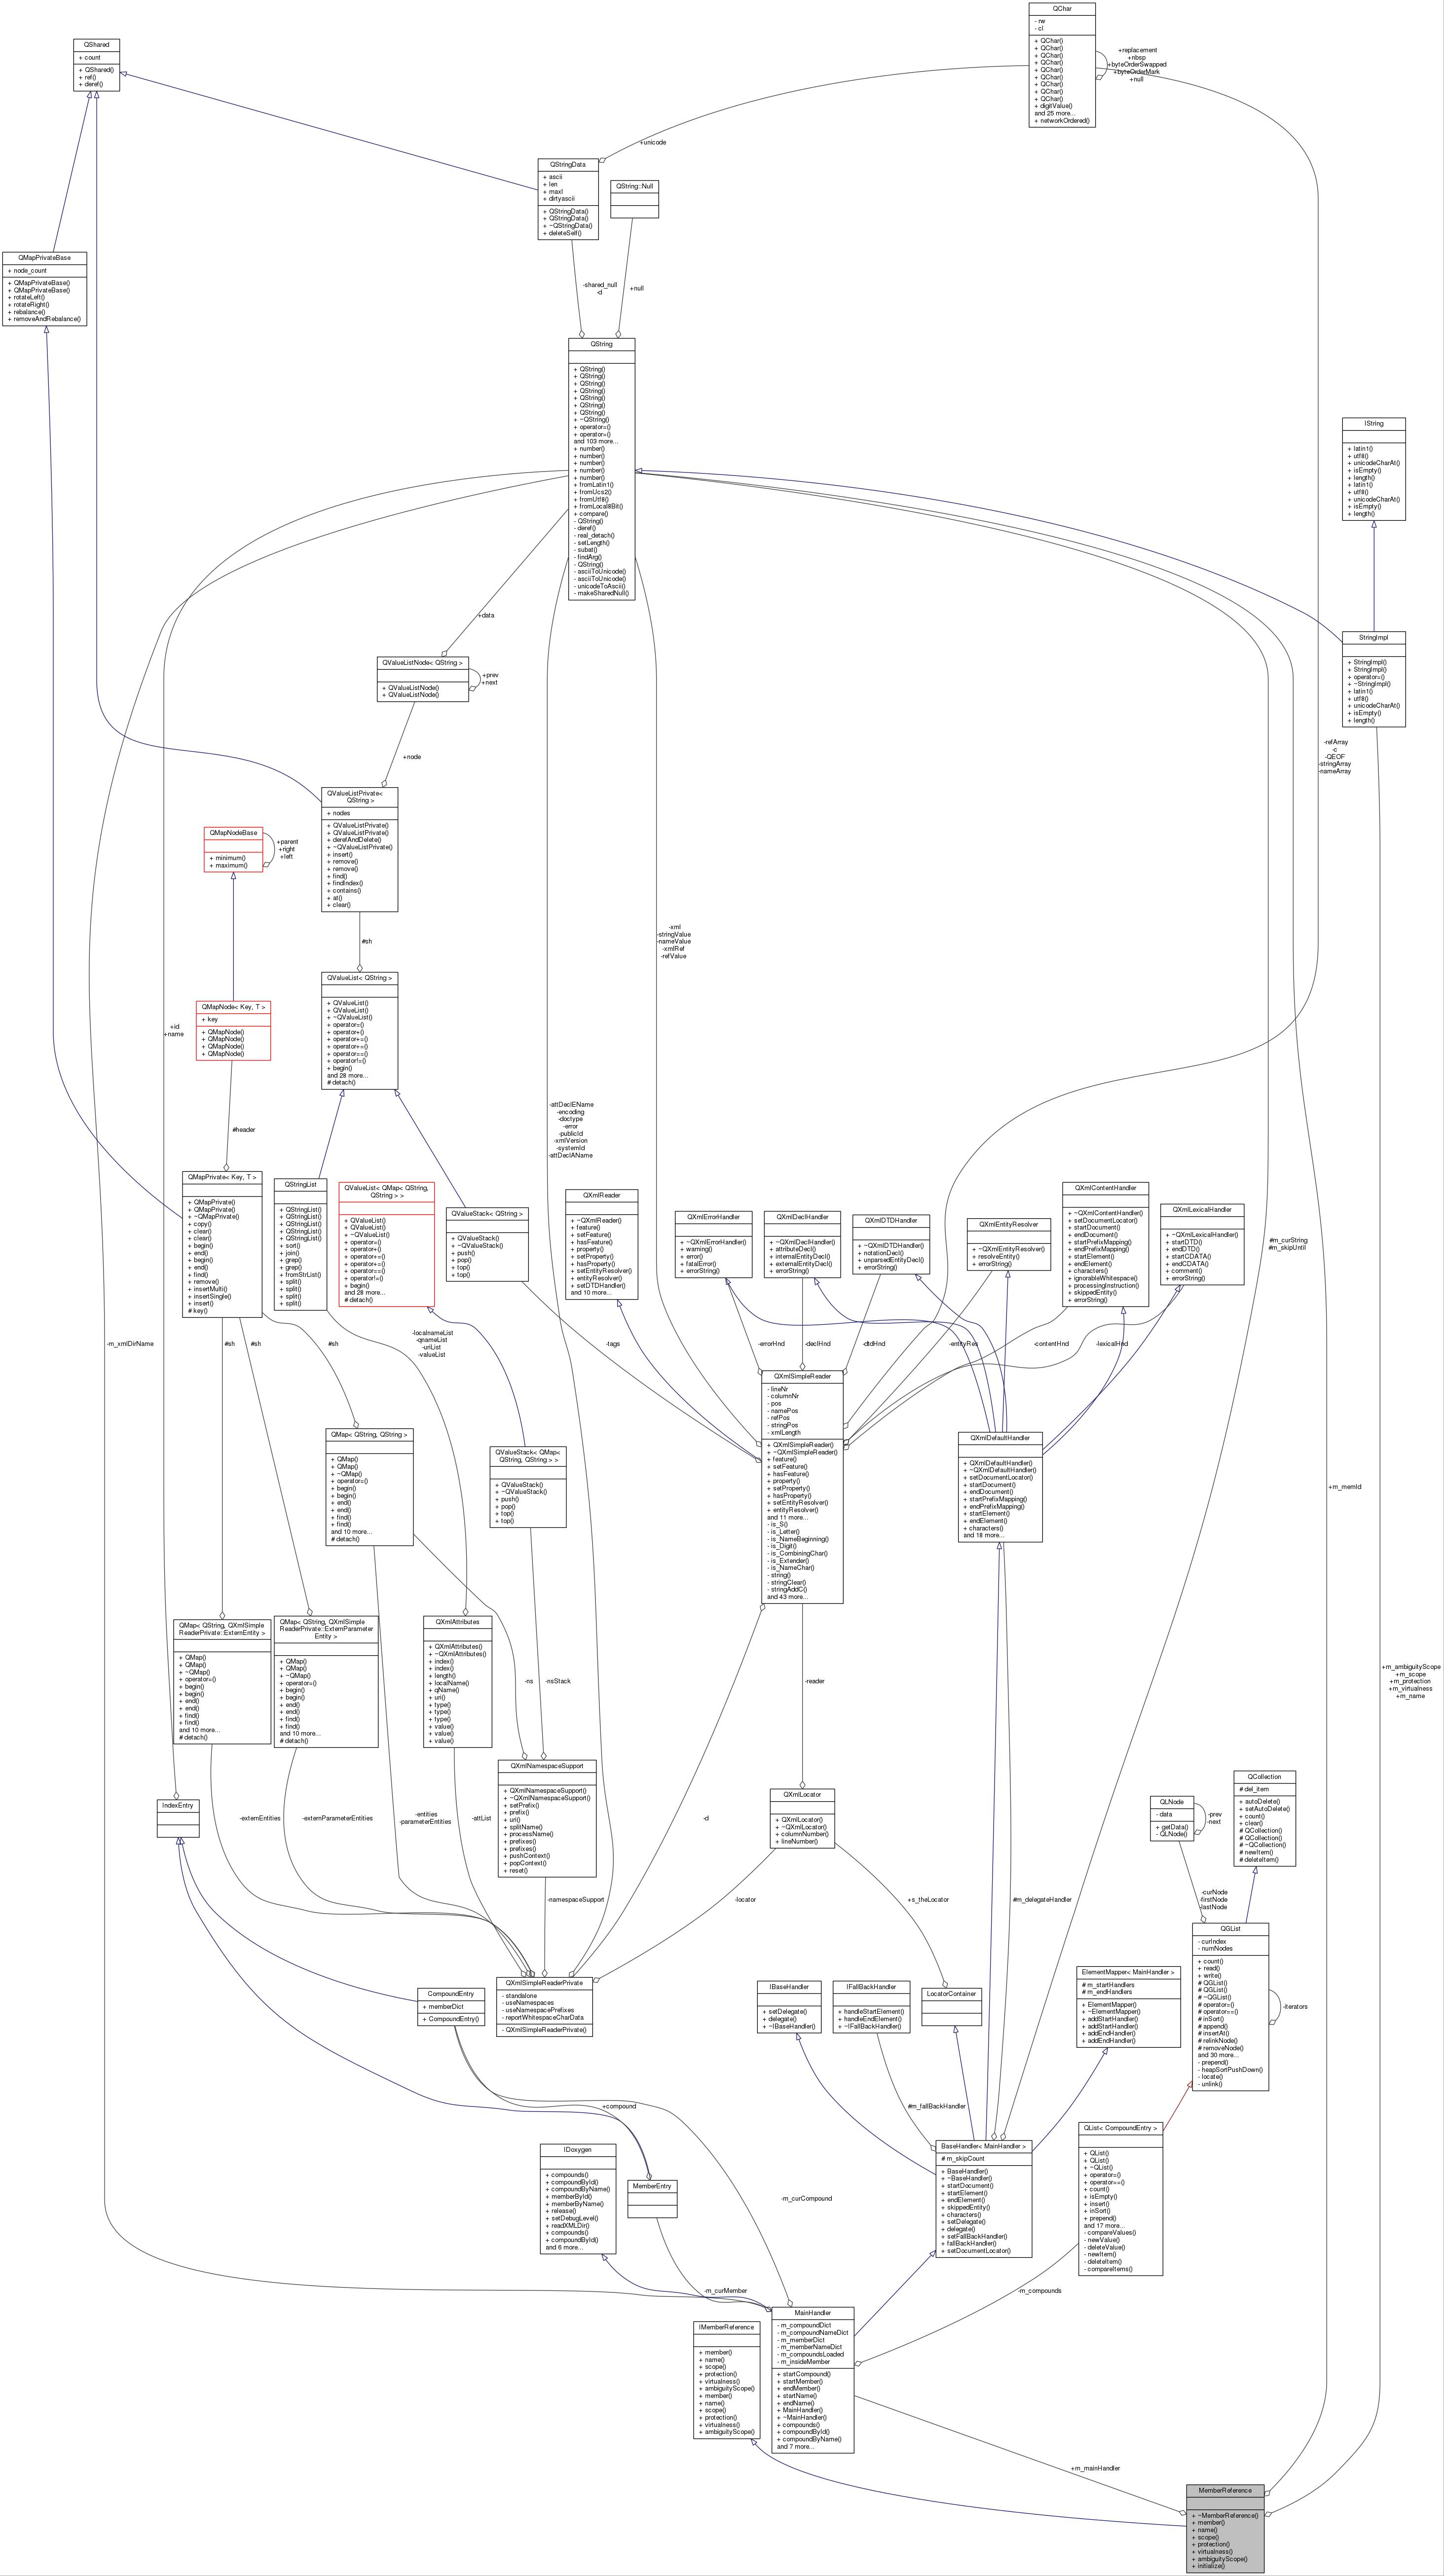 QChar
- rw
- cl
+ QChar()
+ QChar()
+ QChar()
+ QChar()
+ QChar()
+ QChar()
+ QChar()
+ QChar()
+ QChar()
+ digitValue()
and 25 more...
+ networkOrdered()
+replacement
+nbsp
+byteOrderSwapped
+byteOrderMark
+null
QShared
+ count
+ QShared()
+ ref()
+ deref()
+unicode
QStringData
+ ascii
+ len
+ maxl
+ dirtyascii
+ QStringData()
+ QStringData()
+ ~QStringData()
+ deleteSelf()
QString::Null
QMapPrivateBase
+ node_count
+ QMapPrivateBase()
+ QMapPrivateBase()
+ rotateLeft()
+ rotateRight()
+ rebalance()
+ removeAndRebalance()
-shared_null
-d
+null
QString
+ QString()
+ QString()
+ QString()
+ QString()
+ QString()
+ QString()
+ QString()
+ ~QString()
+ operator=()
+ operator=()
and 103 more...
+ number()
+ number()
+ number()
+ number()
+ number()
+ fromLatin1()
+ fromUcs2()
+ fromUtf8()
+ fromLocal8Bit()
+ compare()
- QString()
- deref()
- real_detach()
- setLength()
- subat()
- findArg()
- QString()
- asciiToUnicode()
- asciiToUnicode()
- unicodeToAscii()
- makeSharedNull()
IString
+ latin1()
+ utf8()
+ unicodeCharAt()
+ isEmpty()
+ length()
+ latin1()
+ utf8()
+ unicodeCharAt()
+ isEmpty()
+ length()
StringImpl
+ StringImpl()
+ StringImpl()
+ operator=()
+ ~StringImpl()
+ latin1()
+ utf8()
+ unicodeCharAt()
+ isEmpty()
+ length()
+data
QValueListNode< QString >
+ QValueListNode()
+ QValueListNode()
+prev
+next
+node
-refArray
-c
-QEOF
-stringArray
-nameArray
QValueListPrivate<
QString >
+ nodes
+ QValueListPrivate()
+ QValueListPrivate()
+ derefAndDelete()
+ ~QValueListPrivate()
+ insert()
+ remove()
+ remove()
+ find()
+ findIndex()
+ contains()
+ at()
+ clear()
QMapNodeBase
+ minimum()
+ maximum()
+parent
+right
+left
#sh
-xml
-stringValue
-nameValue
-xmlRef
-refValue
QValueList< QString >
+ QValueList()
+ QValueList()
+ ~QValueList()
+ operator=()
+ operator+()
+ operator+=()
+ operator+=()
+ operator==()
+ operator!=()
+ begin()
and 28 more...
# detach()
QMapNode< Key, T >
+ key
+ QMapNode()
+ QMapNode()
+ QMapNode()
+ QMapNode()
+id
+name
#header
-attDeclEName
-encoding
-doctype
-error
-publicId
-xmlVersion
-systemId
-attDeclAName
QMapPrivate< Key, T >
+ QMapPrivate()
+ QMapPrivate()
+ ~QMapPrivate()
+ copy()
+ clear()
+ clear()
+ begin()
+ end()
+ begin()
+ end()
+ find()
+ remove()
+ insertMulti()
+ insertSingle()
+ insert()
# key()
QStringList
+ QStringList()
+ QStringList()
+ QStringList()
+ QStringList()
+ QStringList()
+ sort()
+ join()
+ grep()
+ grep()
+ fromStrList()
+ split()
+ split()
+ split()
+ split()
QValueList< QMap< QString,
QString > >
+ QValueList()
+ QValueList()
+ ~QValueList()
+ operator=()
+ operator+()
+ operator+=()
+ operator+=()
+ operator==()
+ operator!=()
+ begin()
and 28 more...
# detach()
QValueStack< QString >
+ QValueStack()
+ ~QValueStack()
+ push()
+ pop()
+ top()
+ top()
QXmlReader
+ ~QXmlReader()
+ feature()
+ setFeature()
+ hasFeature()
+ property()
+ setProperty()
+ hasProperty()
+ setEntityResolver()
+ entityResolver()
+ setDTDHandler()
and 10 more...
QXmlErrorHandler
+ ~QXmlErrorHandler()
+ warning()
+ error()
+ fatalError()
+ errorString()
QXmlDeclHandler
+ ~QXmlDeclHandler()
+ attributeDecl()
+ internalEntityDecl()
+ externalEntityDecl()
+ errorString()
QXmlDTDHandler
+ ~QXmlDTDHandler()
+ notationDecl()
+ unparsedEntityDecl()
+ errorString()
QXmlEntityResolver
+ ~QXmlEntityResolver()
+ resolveEntity()
+ errorString()
QXmlContentHandler
+ ~QXmlContentHandler()
+ setDocumentLocator()
+ startDocument()
+ endDocument()
+ startPrefixMapping()
+ endPrefixMapping()
+ startElement()
+ endElement()
+ characters()
+ ignorableWhitespace()
+ processingInstruction()
+ skippedEntity()
+ errorString()
QXmlLexicalHandler
+ ~QXmlLexicalHandler()
+ startDTD()
+ endDTD()
+ startCDATA()
+ endCDATA()
+ comment()
+ errorString()
#m_curString
#m_skipUntil
-m_xmlDirName
#sh
#sh
#sh
-localnameList
-qnameList
-uriList
-valueList
-tags
-errorHnd
-declHnd
-dtdHnd
-entityRes
-contentHnd
-lexicalHnd
QXmlSimpleReader
- lineNr
- columnNr
- pos
- namePos
- refPos
- stringPos
- xmlLength
+ QXmlSimpleReader()
+ ~QXmlSimpleReader()
+ feature()
+ setFeature()
+ hasFeature()
+ property()
+ setProperty()
+ hasProperty()
+ setEntityResolver()
+ entityResolver()
and 11 more...
- is_S()
- is_Letter()
- is_NameBeginning()
- is_Digit()
- is_CombiningChar()
- is_Extender()
- is_NameChar()
- string()
- stringClear()
- stringAddC()
and 43 more...
QMap< QString, QString >
+ QMap()
+ QMap()
+ ~QMap()
+ operator=()
+ begin()
+ begin()
+ end()
+ end()
+ find()
+ find()
and 10 more...
# detach()
QValueStack< QMap<
QString, QString > >
+ QValueStack()
+ ~QValueStack()
+ push()
+ pop()
+ top()
+ top()
QXmlDefaultHandler
+ QXmlDefaultHandler()
+ ~QXmlDefaultHandler()
+ setDocumentLocator()
+ startDocument()
+ endDocument()
+ startPrefixMapping()
+ endPrefixMapping()
+ startElement()
+ endElement()
+ characters()
and 18 more...
+m_memId
QMap< QString, QXmlSimple
ReaderPrivate::ExternEntity >
+ QMap()
+ QMap()
+ ~QMap()
+ operator=()
+ begin()
+ begin()
+ end()
+ end()
+ find()
+ find()
and 10 more...
# detach()
QMap< QString, QXmlSimple
ReaderPrivate::ExternParameter
Entity >
+ QMap()
+ QMap()
+ ~QMap()
+ operator=()
+ begin()
+ begin()
+ end()
+ end()
+ find()
+ find()
and 10 more...
# detach()
QXmlAttributes
+ QXmlAttributes()
+ ~QXmlAttributes()
+ index()
+ index()
+ length()
+ localName()
+ qName()
+ uri()
+ type()
+ type()
+ type()
+ value()
+ value()
+ value()
-ns
-nsStack
-reader
+m_ambiguityScope
+m_scope
+m_protection
+m_virtualness
+m_name
QXmlNamespaceSupport
+ QXmlNamespaceSupport()
+ ~QXmlNamespaceSupport()
+ setPrefix()
+ prefix()
+ uri()
+ splitName()
+ processName()
+ prefixes()
+ prefixes()
+ pushContext()
+ popContext()
+ reset()
QXmlLocator
+ QXmlLocator()
+ ~QXmlLocator()
+ columnNumber()
+ lineNumber()
QCollection
# del_item
+ autoDelete()
+ setAutoDelete()
+ count()
+ clear()
# QCollection()
# QCollection()
# ~QCollection()
# newItem()
# deleteItem()
QLNode
- data
+ getData()
- QLNode()
-prev
-next
IndexEntry
-externEntities
-externParameterEntities
-entities
-parameterEntities
-attList
-d
-namespaceSupport
-locator
+s_theLocator
#m_delegateHandler
-curNode
-firstNode
-lastNode
QGList
- curIndex
- numNodes
+ count()
+ read()
+ write()
# QGList()
# QGList()
# ~QGList()
# operator=()
# operator==()
# inSort()
# append()
# insertAt()
# relinkNode()
# removeNode()
and 30 more...
- prepend()
- heapSortPushDown()
- locate()
- unlink()
-iterators
CompoundEntry
+ memberDict
+ CompoundEntry()
QXmlSimpleReaderPrivate
- standalone
- useNamespaces
- useNamespacePrefixes
- reportWhitespaceCharData
- QXmlSimpleReaderPrivate()
IBaseHandler
+ setDelegate()
+ delegate()
+ ~IBaseHandler()
IFallBackHandler
+ handleStartElement()
+ handleEndElement()
+ ~IFallBackHandler()
LocatorContainer
ElementMapper< MainHandler >
# m_startHandlers
# m_endHandlers
+ ElementMapper()
+ ~ElementMapper()
+ addStartHandler()
+ addStartHandler()
+ addEndHandler()
+ addEndHandler()
+compound
#m_fallBackHandler
IDoxygen
+ compounds()
+ compoundById()
+ compoundByName()
+ memberById()
+ memberByName()
+ release()
+ setDebugLevel()
+ readXMLDir()
+ compounds()
+ compoundById()
and 6 more...
MemberEntry
-m_curCompound
BaseHandler< MainHandler >
# m_skipCount
+ BaseHandler()
+ ~BaseHandler()
+ startDocument()
+ startElement()
+ endElement()
+ skippedEntity()
+ characters()
+ setDelegate()
+ delegate()
+ setFallBackHandler()
+ fallBackHandler()
+ setDocumentLocator()
QList< CompoundEntry >
+ QList()
+ QList()
+ ~QList()
+ operator=()
+ operator==()
+ count()
+ isEmpty()
+ insert()
+ inSort()
+ prepend()
and 17 more...
- compareValues()
- newValue()
- deleteValue()
- newItem()
- deleteItem()
- compareItems()
-m_curMember
-m_compounds
MainHandler
- m_compoundDict
- m_compoundNameDict
- m_memberDict
- m_memberNameDict
- m_compoundsLoaded
- m_insideMember
+ startCompound()
+ startMember()
+ endMember()
+ startName()
+ endName()
+ MainHandler()
+ ~MainHandler()
+ compounds()
+ compoundById()
+ compoundByName()
and 7 more...
IMemberReference
+ member()
+ name()
+ scope()
+ protection()
+ virtualness()
+ ambiguityScope()
+ member()
+ name()
+ scope()
+ protection()
+ virtualness()
+ ambiguityScope()
+m_mainHandler
MemberReference
+ ~MemberReference()
+ member()
+ name()
+ scope()
+ protection()
+ virtualness()
+ ambiguityScope()
+ initialize()